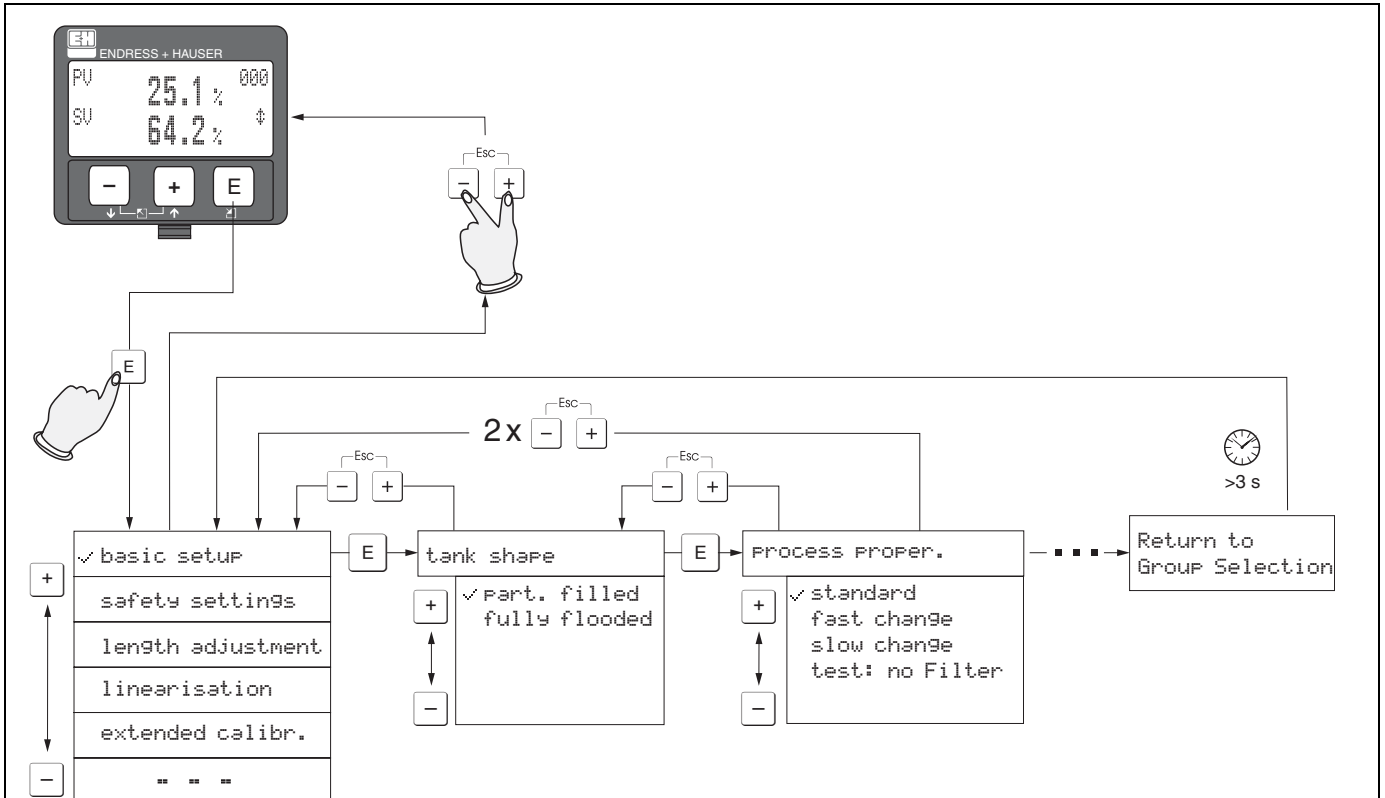 ENDRESS + HAUSER
PV 25.1 % 000
SV 64.2 %
- + E
Esc
- +
E
2x - +
Esc
Esc
- +
Esc
- +
>3 s
✓ basic setup
E
tank shape
E
process proper.
Return to
Group Selection
+
safety settings
length adjustment
linearisation
extended calibr.
-
+
✓ part. filled
fully flooded
-
+
✓ standard
fast change
slow change
test: no Filter
-